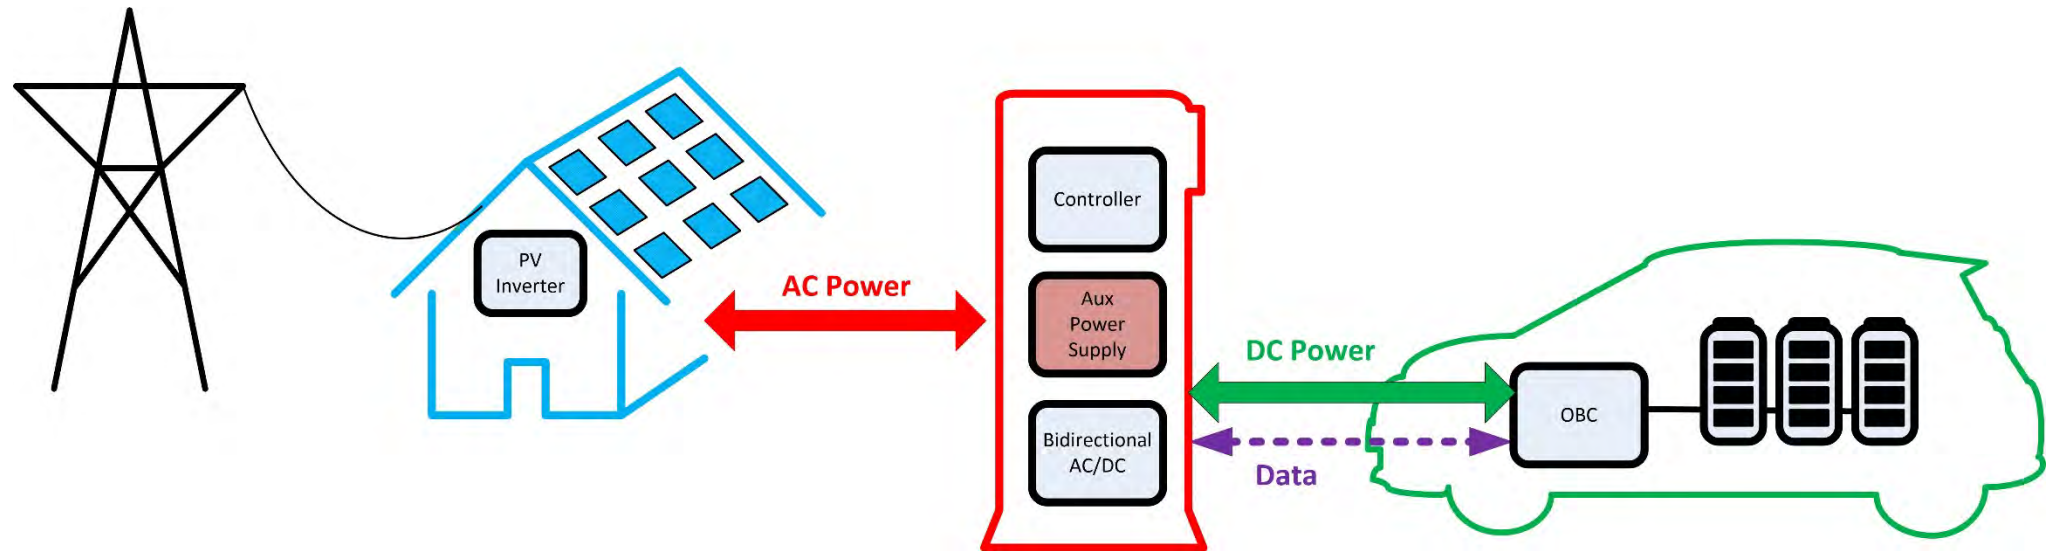 PV
Inverter
AC Power
Controller
Aux
Power
Supply
Bidirectional
AC/DC
DC Power
Data
OBC